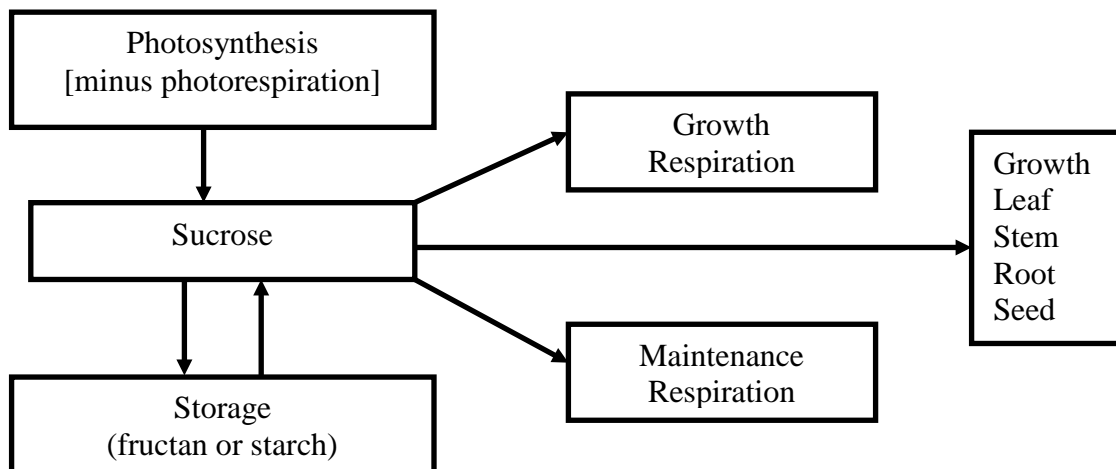 Photosynthesis
[minus photorespiration]
Growth
Respiration
Growth
Leaf
Stem
Root
Seed
Sucrose
Maintenance
Respiration
Storage
(fructan or starch)